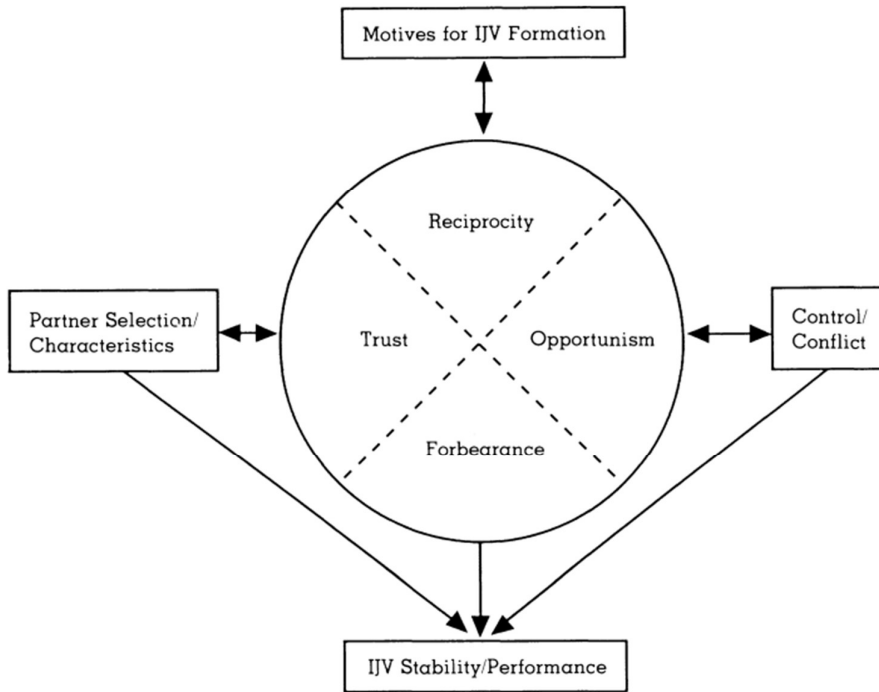 Motives for IJV Formation
Reciprocity
Partner Selection/
Characteristics
Trust
Opportunism
Control/
Conflict
Forbearance
IJV Stability/Performance